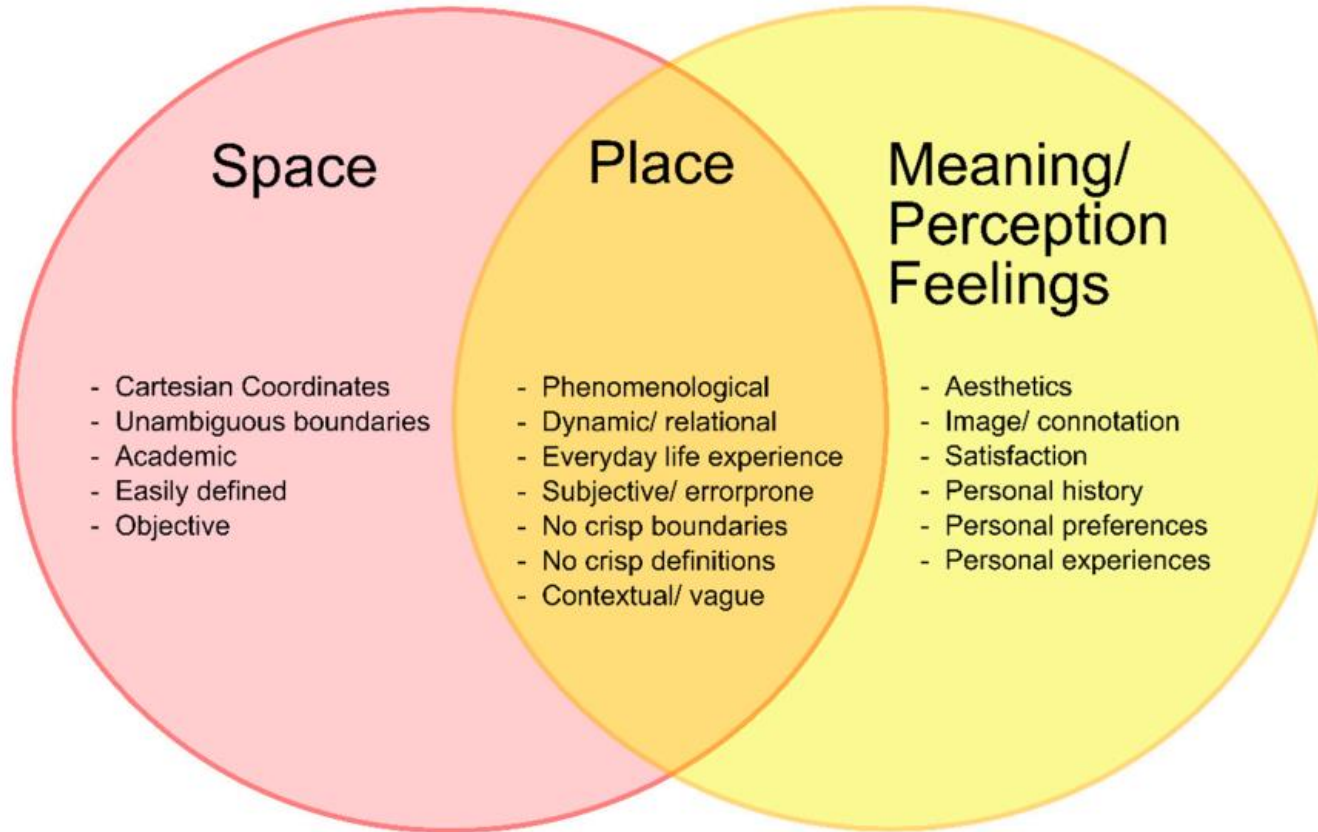 Space
- Cartesian Coordinates
- Unambiguous boundaries
- Academic
- Easily defined
- Objective
Place
- Phenomenological
- Dynamic/ relational
- Everyday life experience
- Subjective/ errorprone
- No crisp boundaries
- No crisp definitions
- Contextual/ vague
Meaning/
Perception
Feelings
- Aesthetics
- Image/ connotation
- Satisfaction
- Personal history
- Personal preferences
- Personal experiences